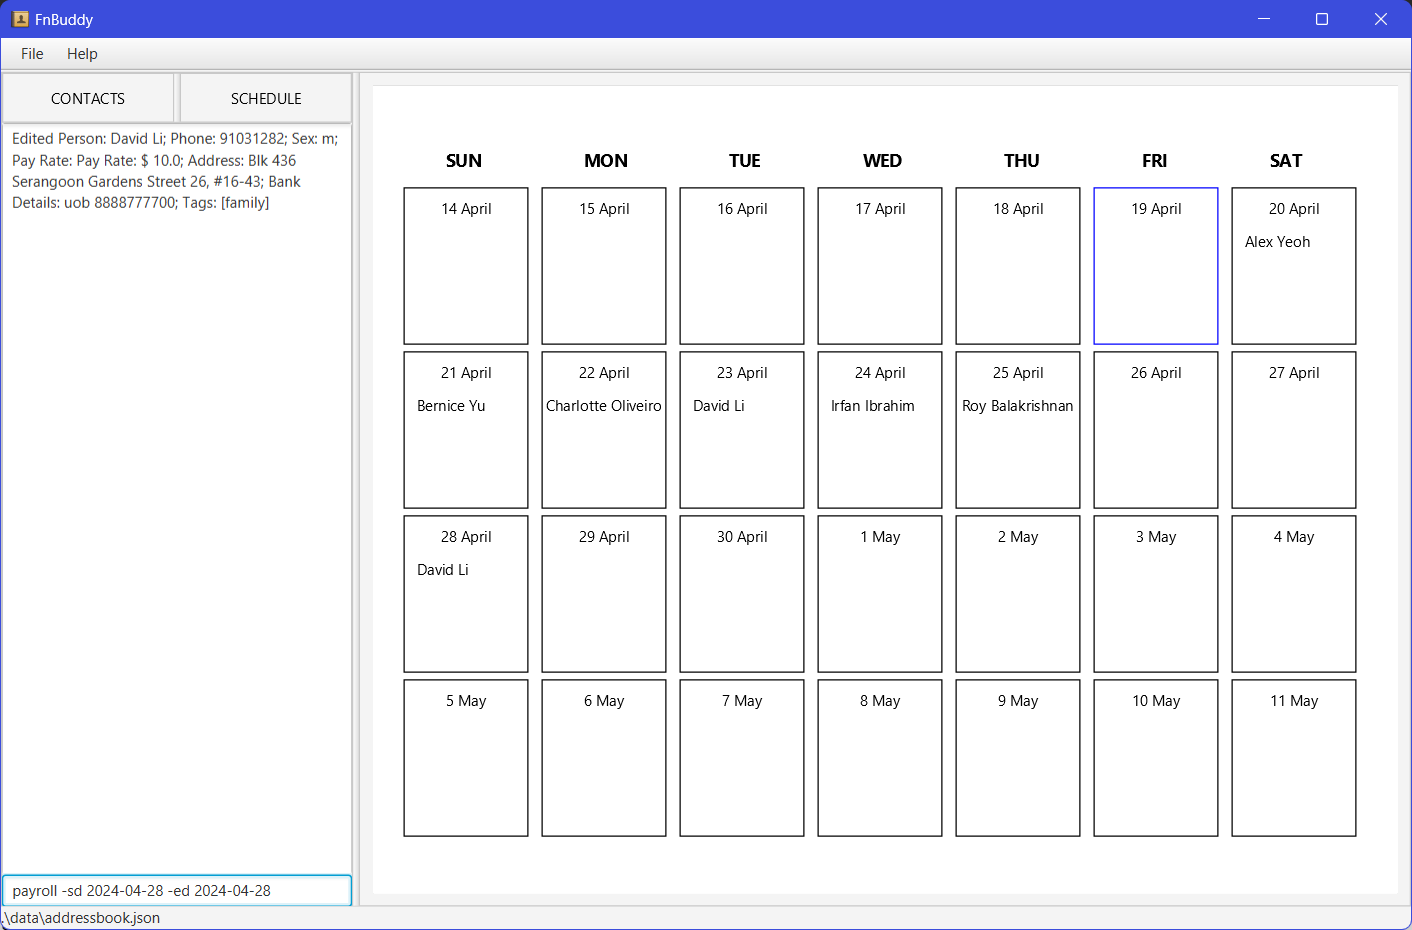 FnBuddy
File Help
CONTACTS SCHEDULE
Edited Person: David Li; Phone: 91031282; Sex: m;
Pay Rate: Pay Rate: $ 10.0; Address: Blk 436
Serangoon Gardens Street 26, #16-43; Bank
Details: uob 8888777700; Tags: [family]
SUN MON TUE WED THU FRI SAT
14 April 15 April 16 April 17 April 18 April 19 April 20 April
Alex Yeoh
21 April 22 April 23 April 24 April 25 April 26 April 27 April
Bernice Yu Charlotte Oliveiro David Li Irfan Ibrahim Roy Balakrishnan
28 April 29 April 30 April 1 May 2 May 3 May 4 May
David Li
5 May 6 May 7 May 8 May 9 May 10 May 11 May
payroll -sd 2024-04-28 -ed 2024-04-28
.\data\addressbook.json